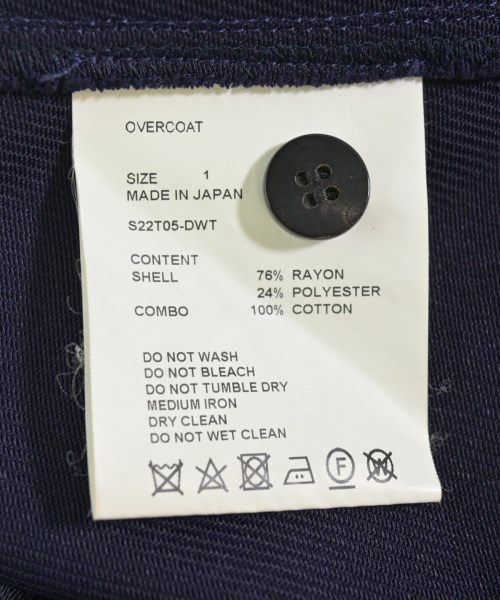 OVERCOAT
SIZE 1
MADE IN JAPAN
S22T05-DWT
CONTENT
SHELL 76% RAYON
24% POLYESTER
COMBO 100% COTTON
DO NOT WASH
DO NOT BLEACH
DO NOT TUMBLE DRY
MEDIUM IRON
DRY CLEAN
DO NOT WET CLEAN
F W